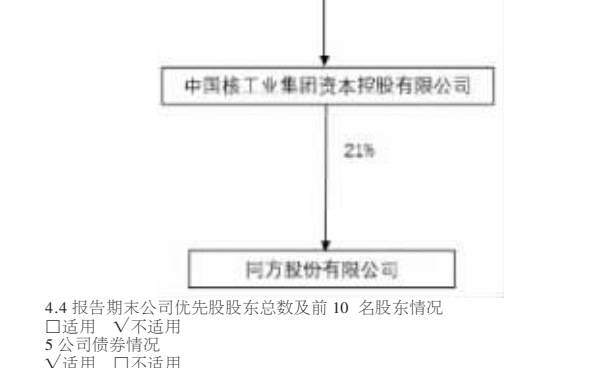 中国核工业集团资本控股有限公司
21%
同方股份有限公司
4.4 报告期末公司优先股股东总数及前 10 名股东情况
□适用 √不适用
5 公司债券情况
√适用 □不适用